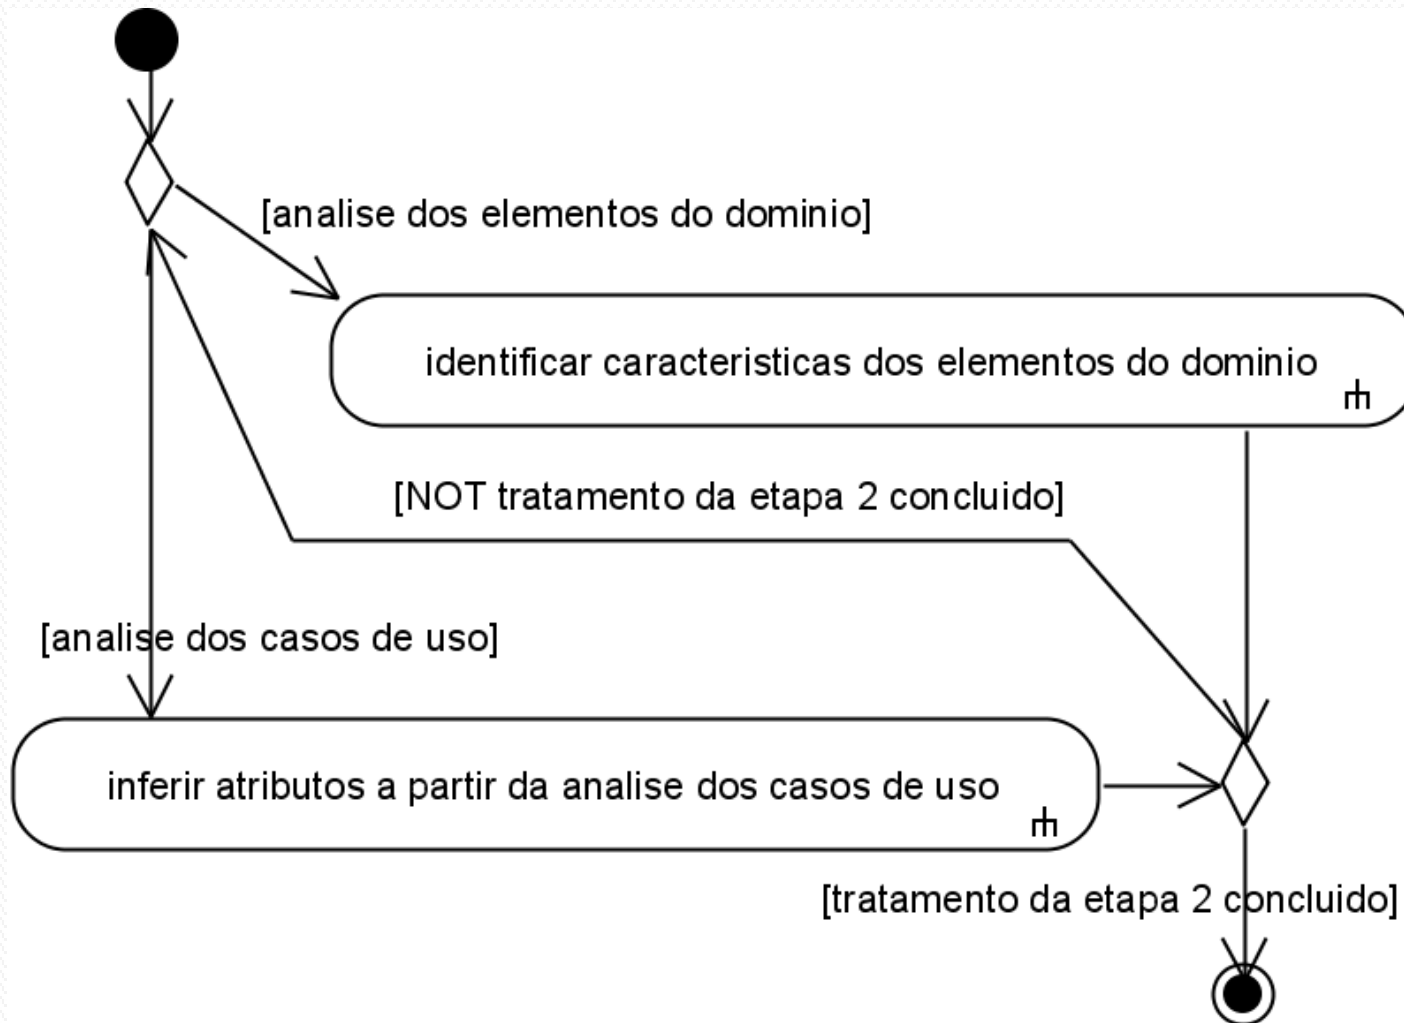 [analise dos elementos do dominio]
identificar caracteristicas dos elementos do dominio
[NOT tratamento da etapa 2 concluido]
[analise dos casos de uso]
inferir atributos a partir da analise dos casos de uso
[tratamento da etapa 2 concluido]